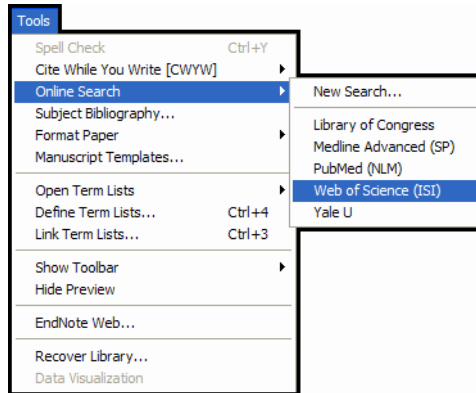 Tools
Spell Check Ctrl+Y
Cite While You Write [CWYW]
Online Search
Subject Bibliography...
Format Paper
Manuscript Templates...
Open Term Lists
Define Term Lists... Ctrl+4
Link Term Lists... Ctrl+3
Show Toolbar
Hide Preview
EndNote Web...
Recover Library...
Data Visualization
New Search...
Library of Congress
Medline Advanced (SP)
PubMed (NLM)
Web of Science (ISI)
Yale U